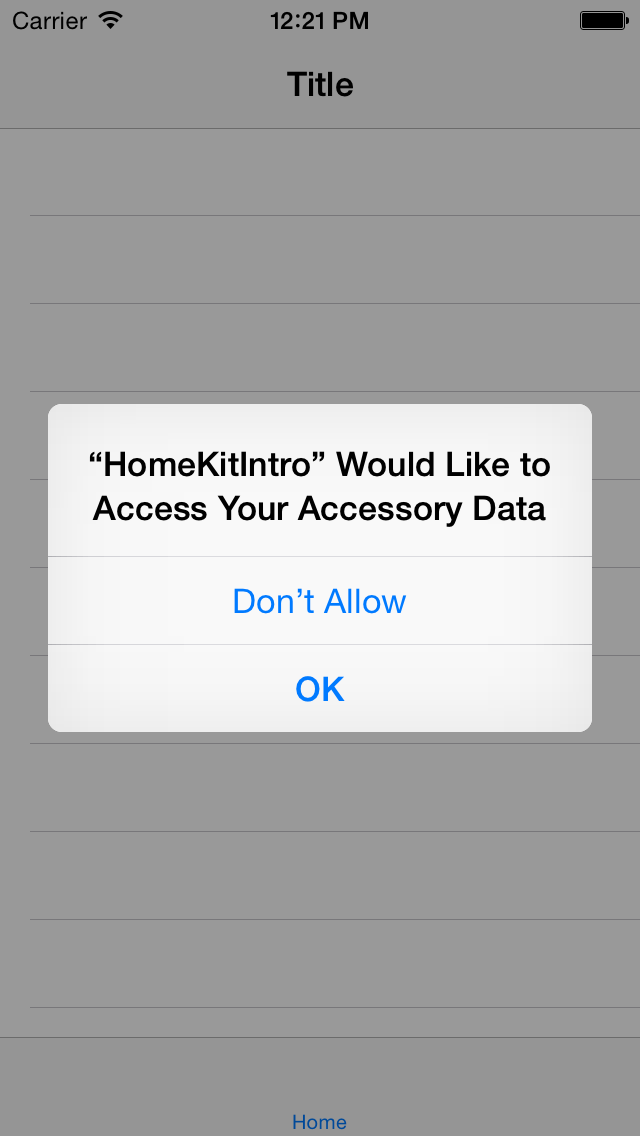 Carrier 12:21 PM
Title
“HomeKitIntro” Would Like to
Access Your Accessory Data
Don’t Allow
OK
Home